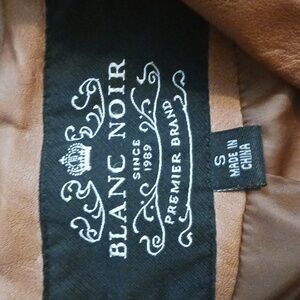 BLANC NOIR
SINCE
1989
PREMIER BRAND
S
MADE IN
CHINA